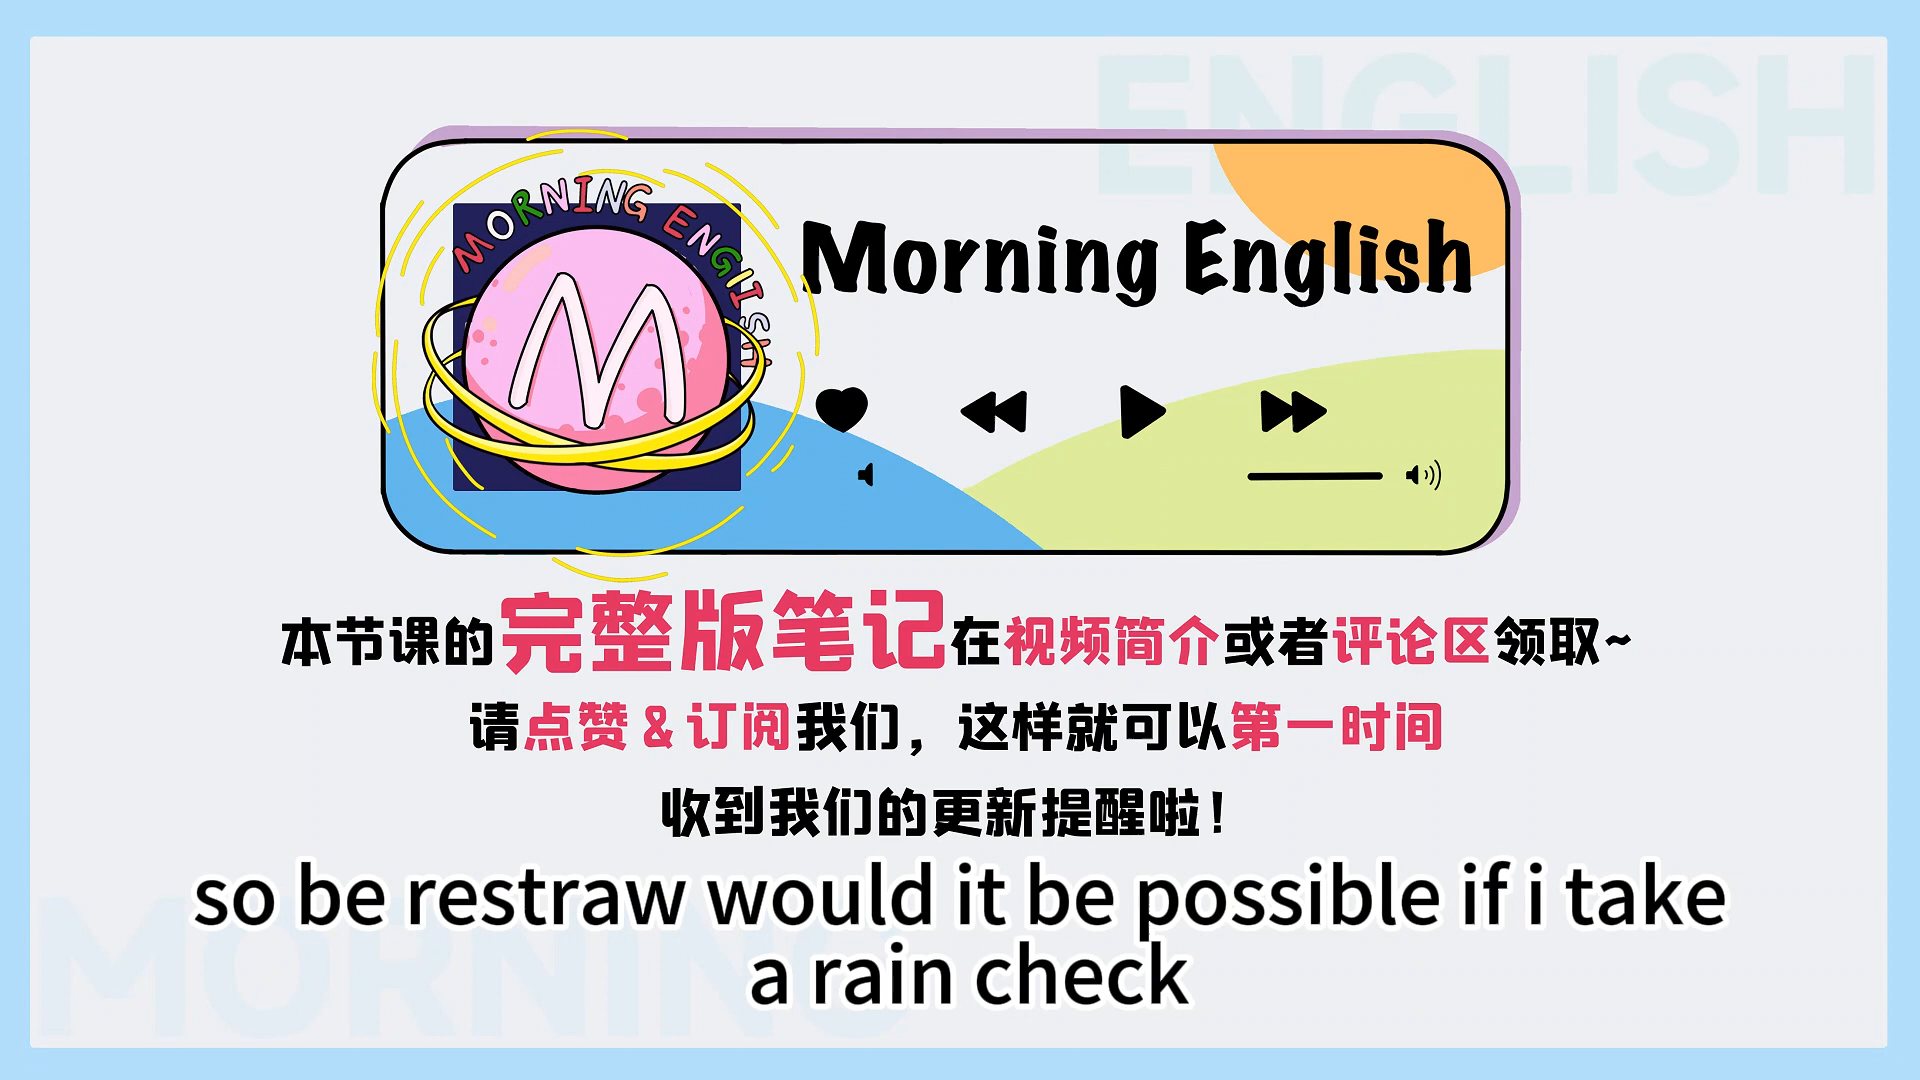 ENGLISH
MORNING ENGLISH
M
Morning English
本节课的完整版笔记在视频简介或者评论区领取~
请点赞&订阅我们，这样就可以第一时间
收到我们的更新提醒啦！
so be restraw would it be possible if i take
a rain check
MORNING